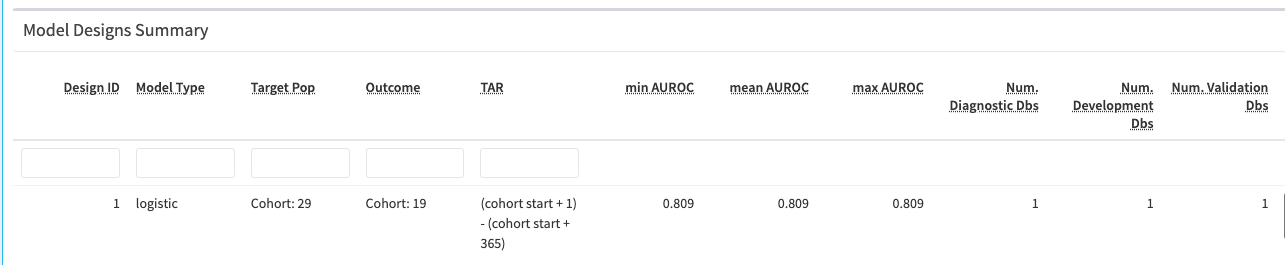 Model Designs Summary
Design ID Model Type Target Pop Outcome TAR min AUROC mean AUROC max AUROC Num. Num. Num. Validation
Diagnostic Dbs Development Dbs
Dbs
1 logistic Cohort: 29 Cohort: 19 (cohort start + 1) 0.809 0.809 0.809 1 1 1
- (cohort start +
365)